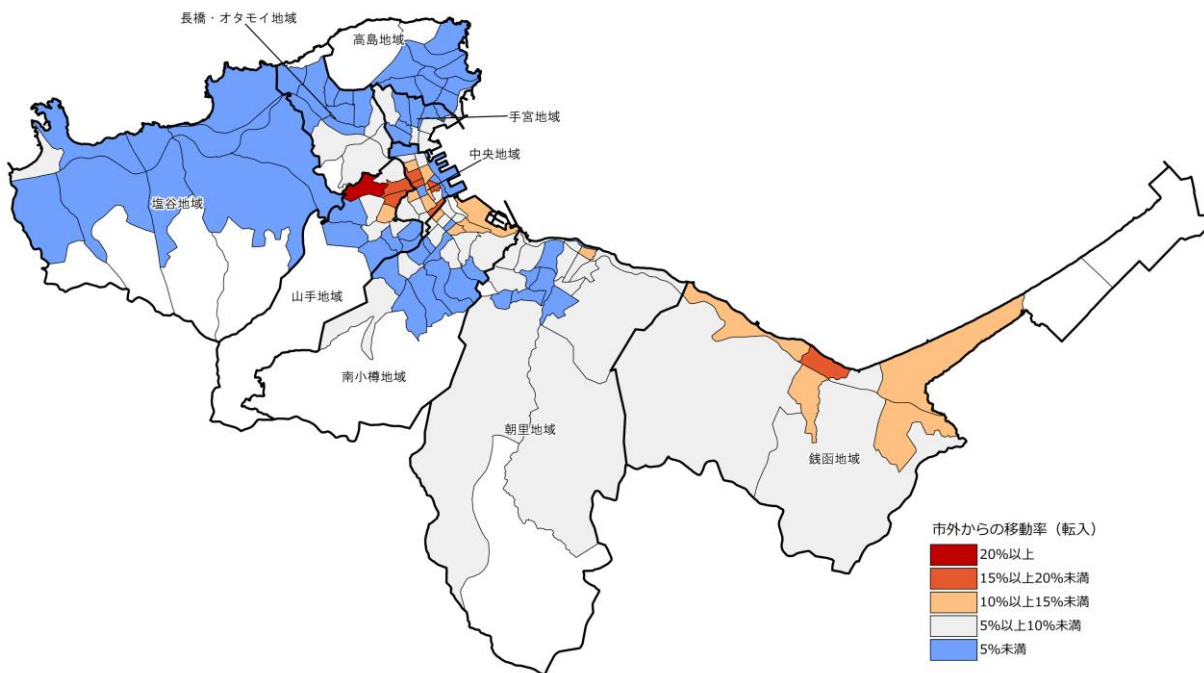 長橋・オタモイ地域
高島地域
手宮地域
中央地域
塩谷地域
山手地域
南小樽地域
朝里地域
銭函地域
市外からの移動率（転入）
20%以上
15%以上20%未満
10%以上15%未満
5%以上10%未満
5%未満